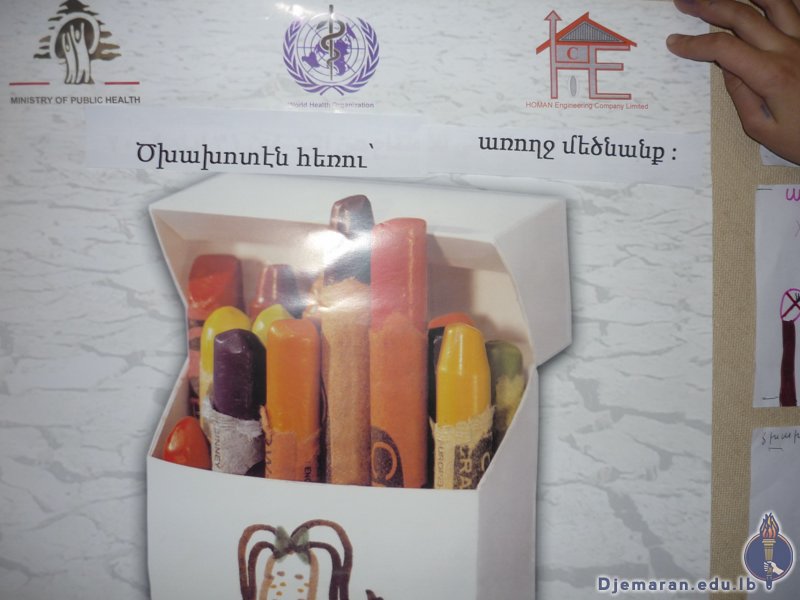 MINISTRY OF PUBLIC HEALTH
World Health Organization
HOMAN Engineering Company Limited
Ծխախոտէն հեռու՝ առողջ մեծնանք :
Djemaran.edu.lb